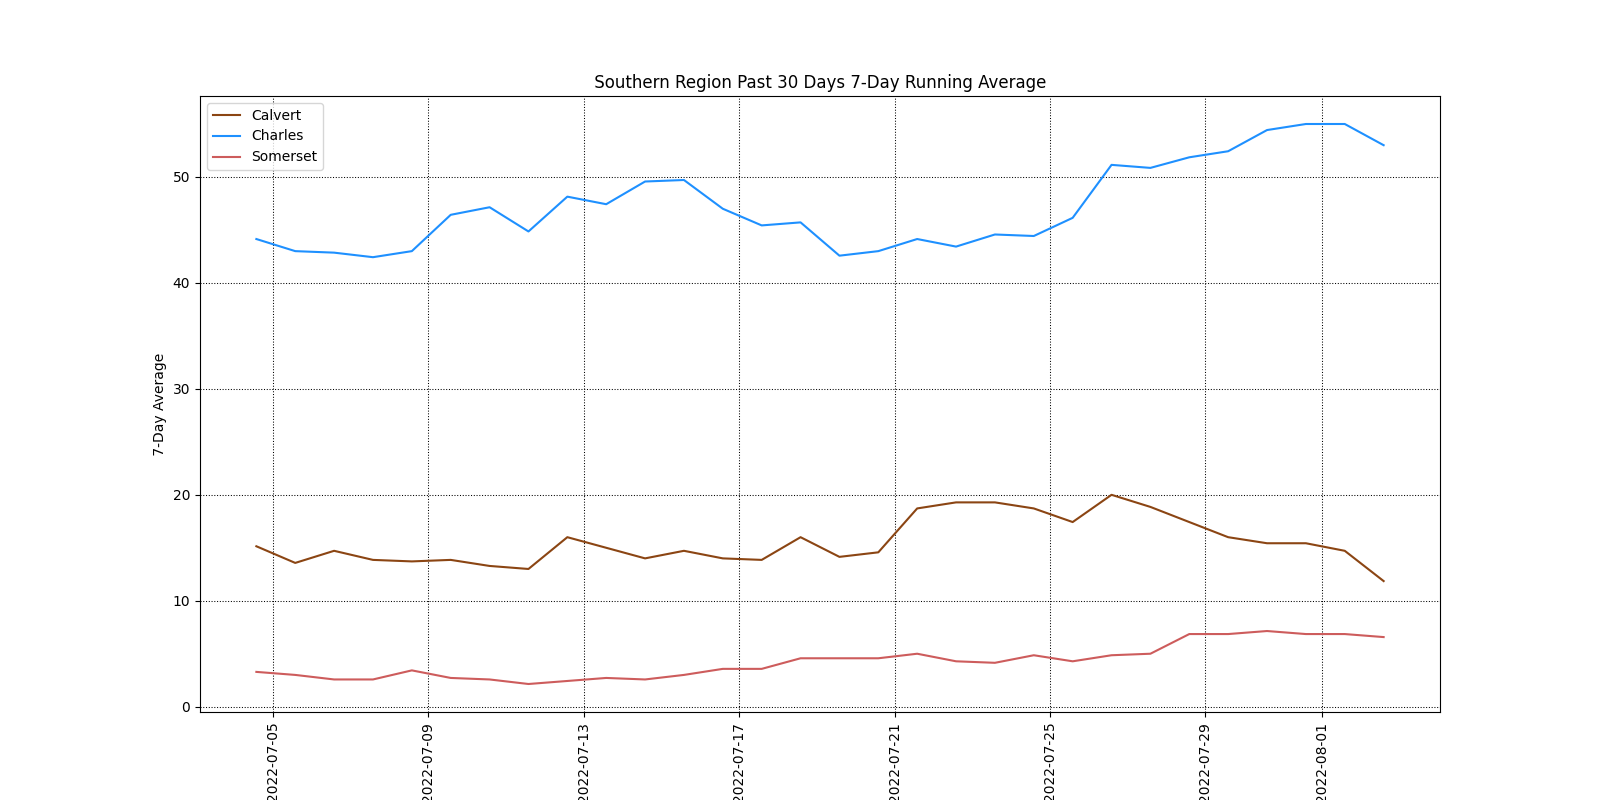 Southern Region Past 30 Days 7-Day Running Average
Calvert
Charles
Somerset
7-Day Average
50
40
30
20
10
0
2022-07-05
2022-07-09
2022-07-13
2022-07-17
2022-07-21
2022-07-25
2022-07-29
2022-08-01